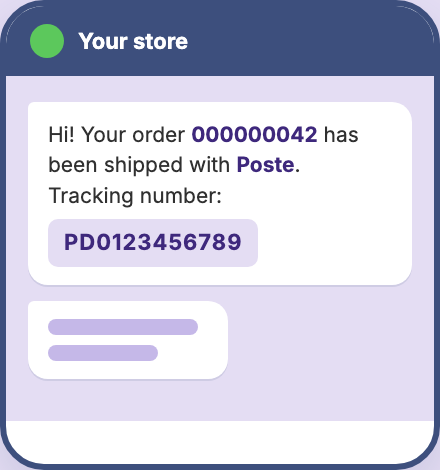 Your store
Hi! Your order 000000042 has
been shipped with Poste.
Tracking number:
PD0123456789